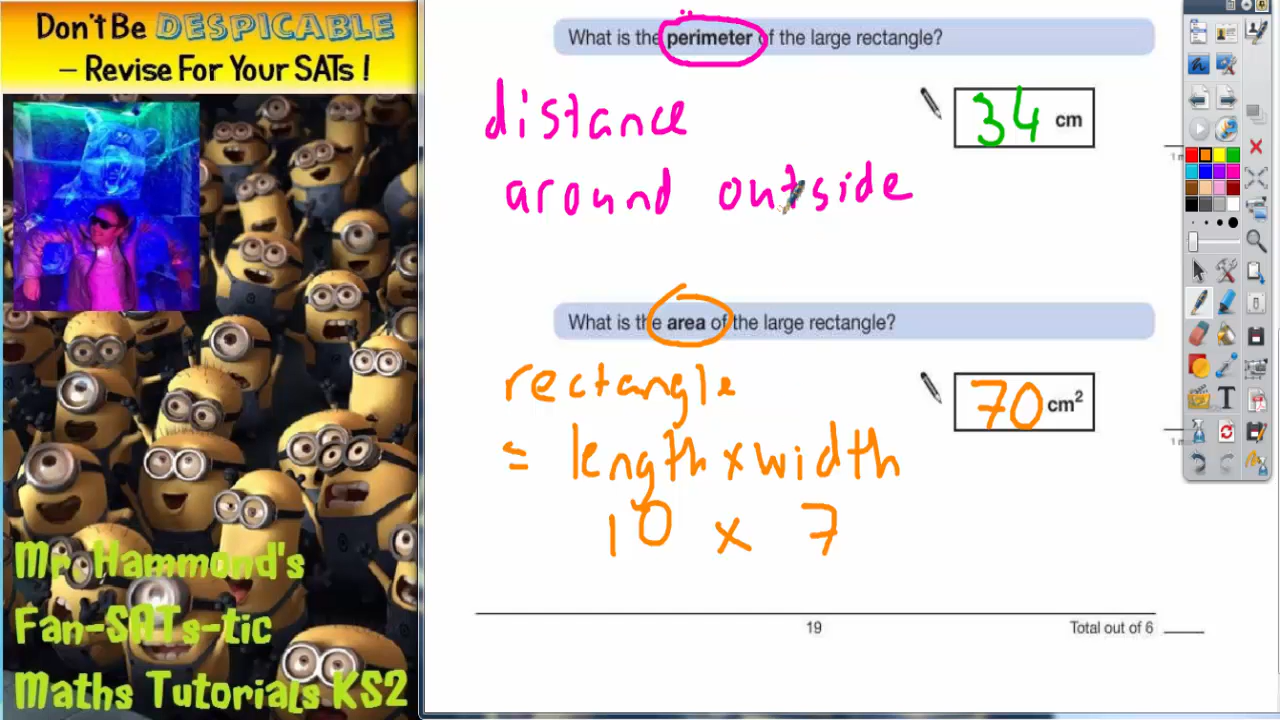 Don't Be DESPICABLE
– Revise For Your SATs !
Mr. Hammond's
Fan-SATs-tic
Maths Tutorials KS2
What is the perimeter of the large rectangle?
distance
34 cm
around outside
What is the area of the large rectangle?
rectangle
70 cm²
= length x width
10 x 7
19 Total out of 6